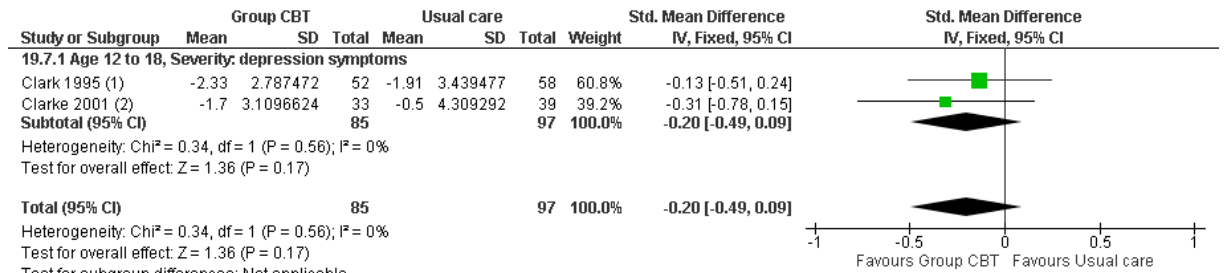 Group CBT Usual care Std. Mean Difference Std. Mean Difference
Study or Subgroup Mean SD Total Mean SD Total Weight IV, Fixed, 95% CI IV, Fixed, 95% CI
19.7.1 Age 12 to 18, Severity: depression symptoms
Clark 1995 (1) -2.33 2.787472 52 -1.91 3.439477 58 60.8% -0.13 [-0.51, 0.24]
Clarke 2001 (2) -1.7 3.1096624 33 -0.5 4.309292 39 39.2% -0.31 [-0.78, 0.15]
Subtotal (95% CI) 85 97 100.0% -0.20 [-0.49, 0.09]
Heterogeneity: Chi² = 0.34, df = 1 (P = 0.56); I² = 0%
Test for overall effect: Z = 1.36 (P = 0.17)
Total (95% CI) 85 97 100.0% -0.20 [-0.49, 0.09]
Heterogeneity: Chi² = 0.34, df = 1 (P = 0.56); I² = 0%
Test for overall effect: Z = 1.36 (P = 0.17)
Test for subgroup differences: Not applicable
-1 -0.5 0 0.5 1
Favours Group CBT Favours Usual care